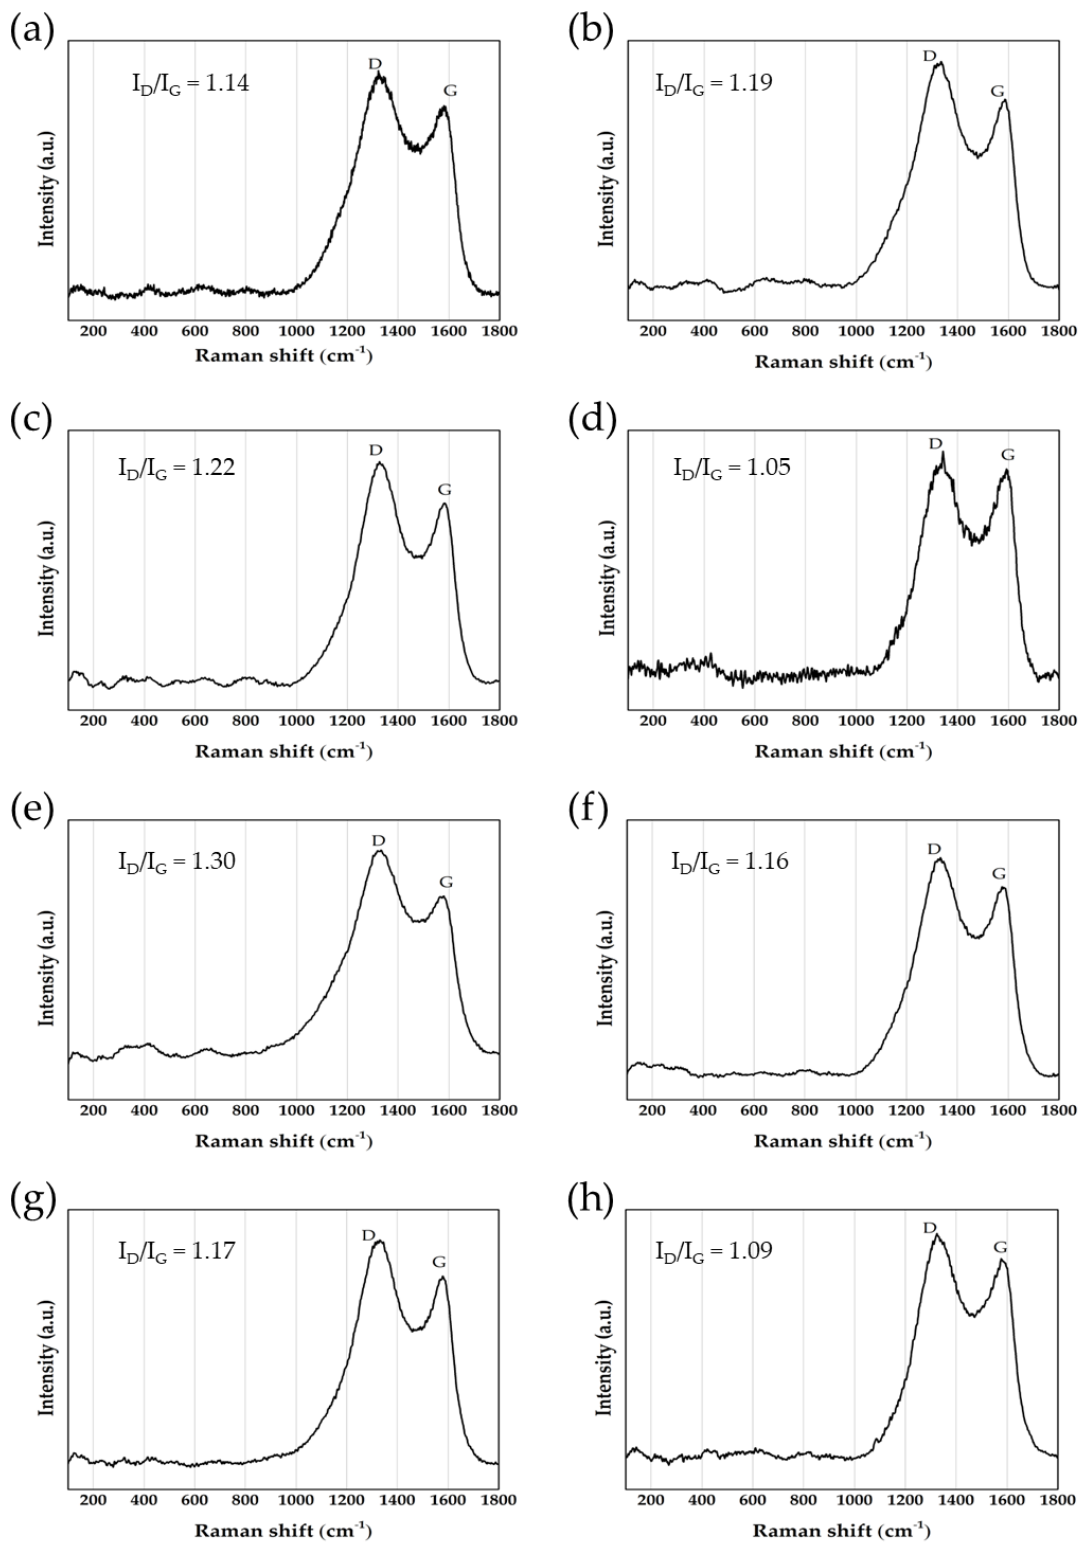 (a)
I_D/I_G = 1.14
D
G
Intensity (a.u.)
200 400 600 800 1000 1200 1400 1600 1800
Raman shift (cm⁻¹)
(b)
I_D/I_G = 1.19
D
G
Intensity (a.u.)
200 400 600 800 1000 1200 1400 1600 1800
Raman shift (cm⁻¹)
(c)
I_D/I_G = 1.22
D
G
Intensity (a.u.)
200 400 600 800 1000 1200 1400 1600 1800
Raman shift (cm⁻¹)
(d)
I_D/I_G = 1.05
D
G
Intensity (a.u.)
200 400 600 800 1000 1200 1400 1600 1800
Raman shift (cm⁻¹)
(e)
I_D/I_G = 1.30
D
G
Intensity (a.u.)
200 400 600 800 1000 1200 1400 1600 1800
Raman shift (cm⁻¹)
(f)
I_D/I_G = 1.16
D
G
Intensity (a.u.)
200 400 600 800 1000 1200 1400 1600 1800
Raman shift (cm⁻¹)
(g)
I_D/I_G = 1.17
D
G
Intensity (a.u.)
200 400 600 800 1000 1200 1400 1600 1800
Raman shift (cm⁻¹)
(h)
I_D/I_G = 1.09
D
G
Intensity (a.u.)
200 400 600 800 1000 1200 1400 1600 1800
Raman shift (cm⁻¹)